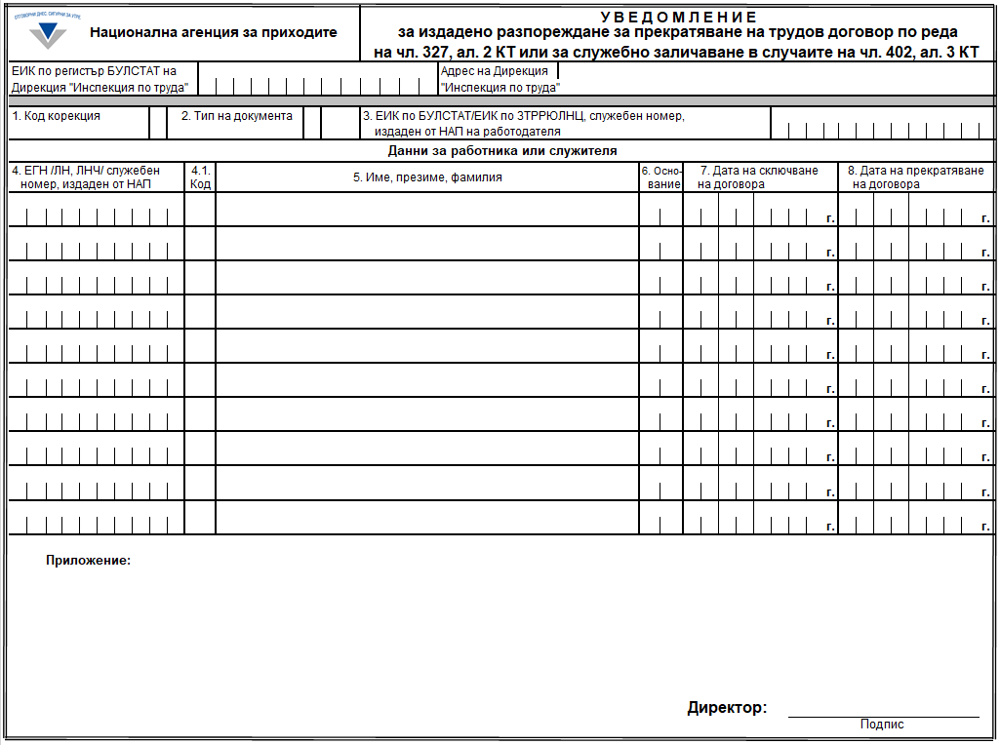 ОТГОВОРНИ ДНЕС. СИГУРНИ ЗА УТРЕ.
Национална агенция за приходите
У В Е Д О М Л Е Н И Е
за издадено разпореждане за прекратяване на трудов договор по реда
на чл. 327, ал. 2 КТ или за служебно заличаване в случаите на чл. 402, ал. 3 КТ
ЕИК по регистър БУЛСТАТ на
Дирекция "Инспекция по труда"
Адрес на Дирекция
"Инспекция по труда"
1. Код корекция
2. Тип на документа
3. ЕИК по БУЛСТАТ/ЕИК по ЗТРРЮЛНЦ, служебен номер,
издаден от НАП на работодателя
Данни за работника или служителя
4. ЕГН /ЛН, ЛНЧ/ служебен
номер, издаден от НАП
4.1.
Код
5. Име, презиме, фамилия
6. Осно-
вание
7. Дата на сключване
на договора
8. Дата на прекратяване
на договора
г. г.
г. г.
г. г.
г. г.
г. г.
г. г.
г. г.
г. г.
г. г.
г. г.
Приложение:
Директор:
Подпис